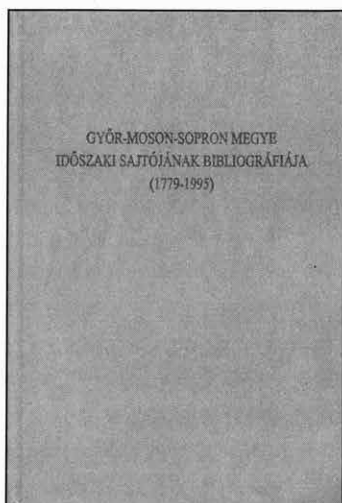 GYŐR-MOSON-SOPRON MEGYE
IDŐSZAKI SAJTÓJÁNAK BIBLIOGRÁFIÁJA
(1779-1995)